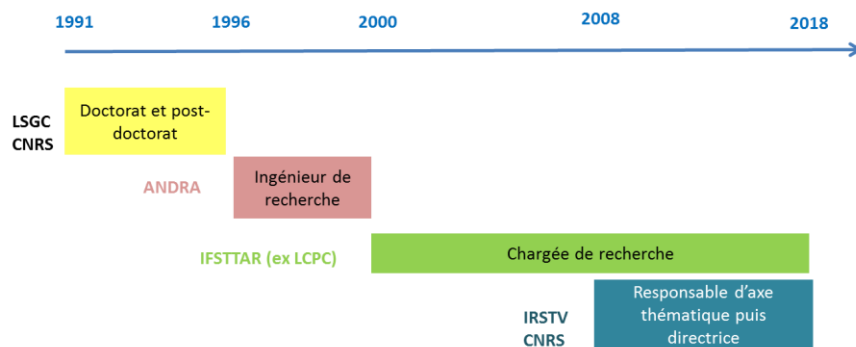 1991 1996 2000 2008 2018
LSGC
CNRS
Doctorat et post-
doctorat
ANDRA
Ingénieur de
recherche
IFSTTAR (ex LCPC)
Chargée de recherche
IRSTV
CNRS
Responsable d'axe
thématique puis
directrice